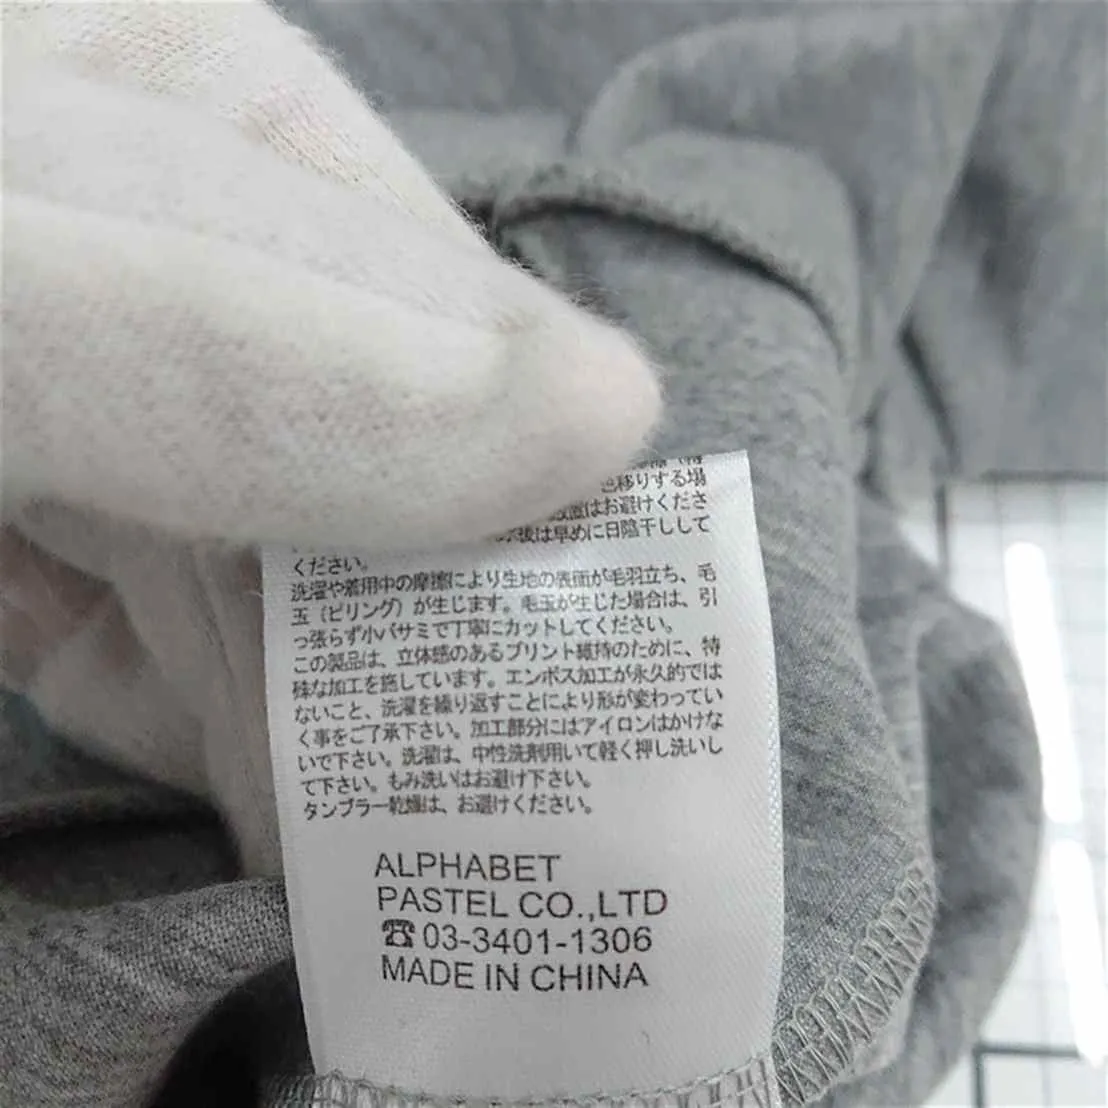 色移りする場
放置はお避けくださ
後は早めに日陰干しして
ください。
洗濯や着用中の摩擦により生地の表面が毛羽立ち、毛
玉（ピリング）が生じます。毛玉が生じた場合は、引
っ張らず小バサミで丁寧にカットしてください。
この製品は、立体感のあるプリント維持のために、特
殊な加工を施しています。エンボス加工が永久的では
ないこと、洗濯を繰り返すことにより形が変わってい
く事をご了承下さい。加工部分にはアイロンはかけな
いで下さい。洗濯は、中性洗剤用いて軽く押し洗いし
て下さい。もみ洗いはお避け下さい。
タンブラー乾燥は、お避けください。
ALPHABET
PASTEL CO.,LTD
☎03-3401-1306
MADE IN CHINA